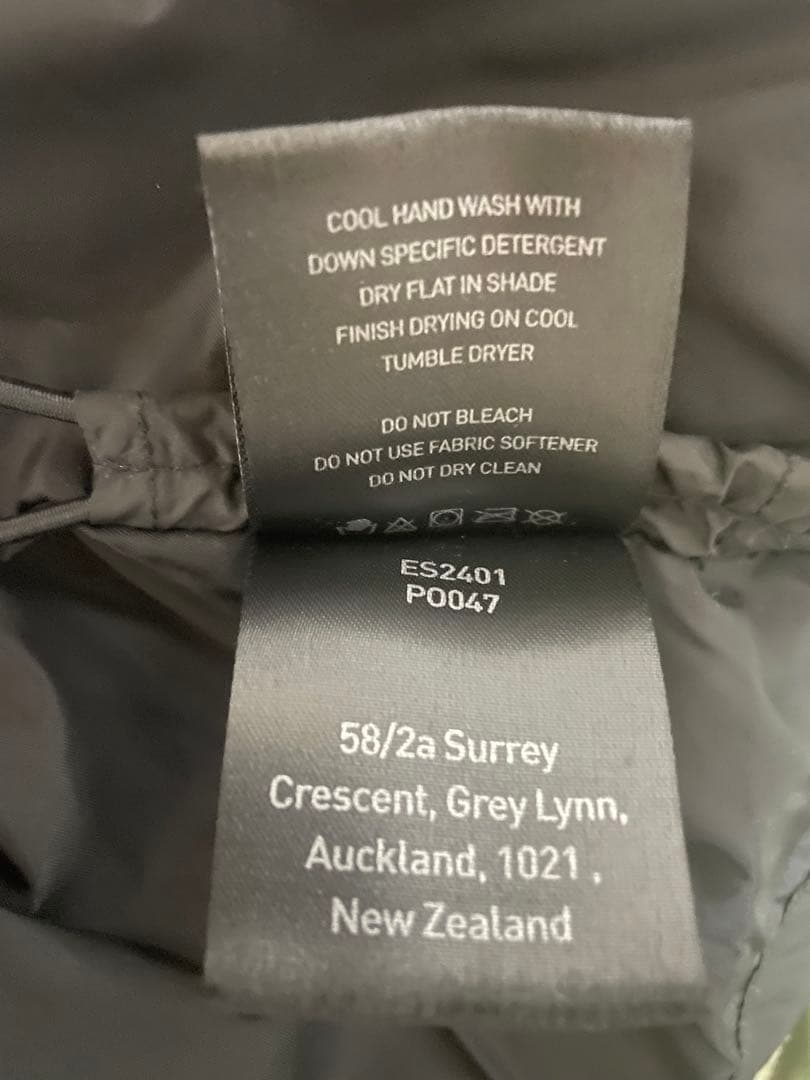 COOL HAND WASH WITH
DOWN SPECIFIC DETERGENT
DRY FLAT IN SHADE
FINISH DRYING ON COOL
TUMBLE DRYER
DO NOT BLEACH
DO NOT USE FABRIC SOFTENER
DO NOT DRY CLEAN
ES2401
PO047
58/2a Surrey
Crescent, Grey Lynn,
Auckland, 1021 ,
New Zealand